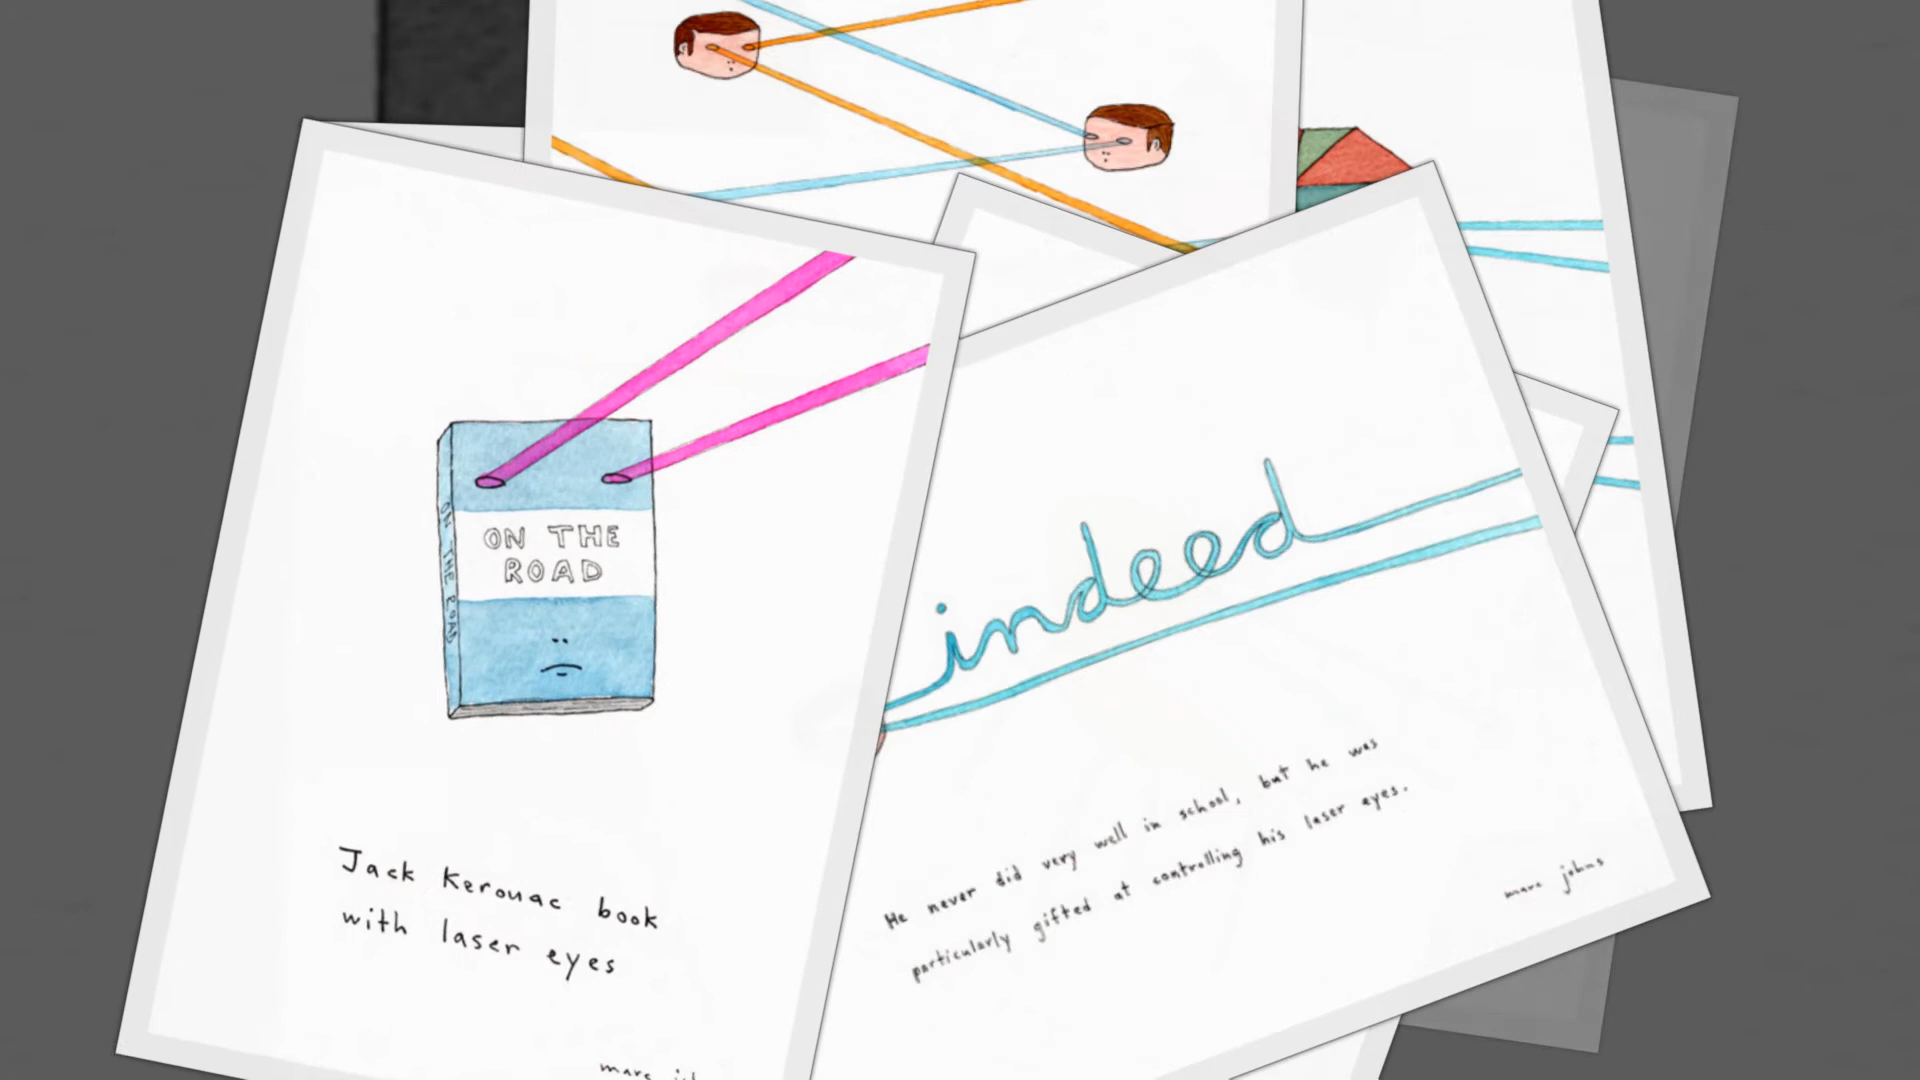 ON THE
ROAD
ON THE ROAD
Jack Kerouac book
with laser eyes
marc
indeed
He never did very well in school, but he was
particularly gifted at controlling his laser eyes.
marc johns